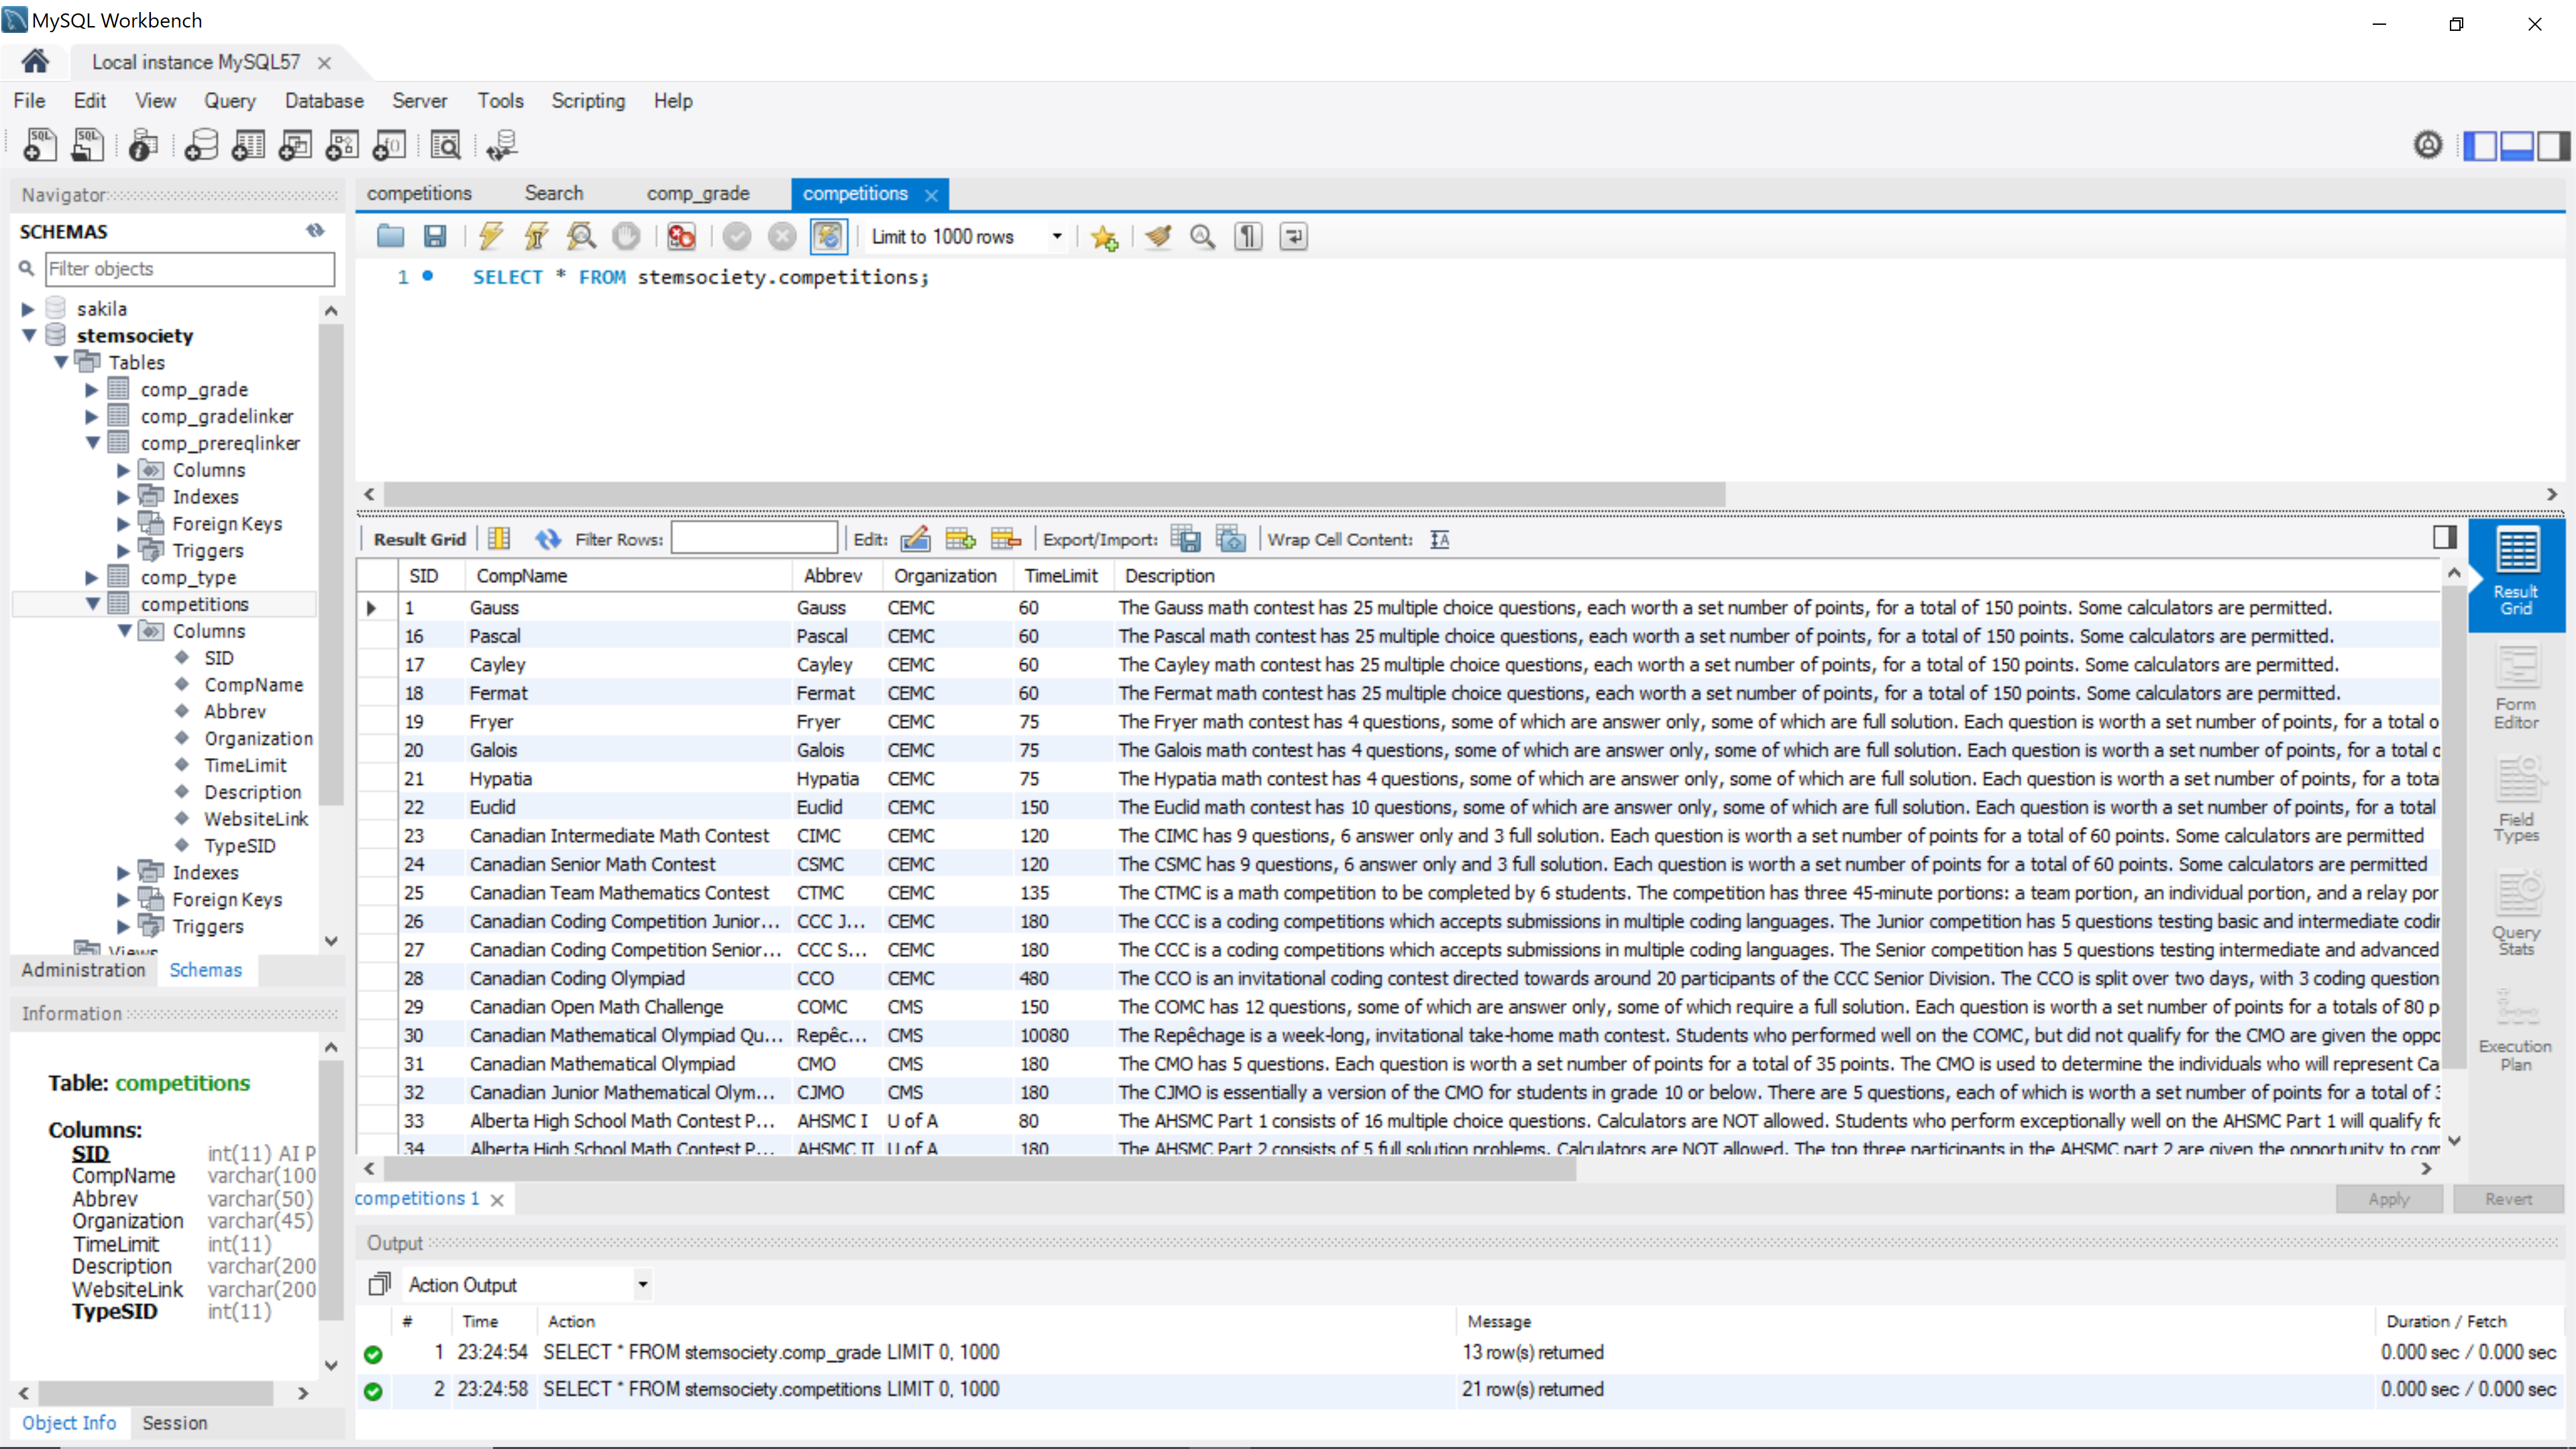 MySQL Workbench
Local instance MySQL57
File Edit View Query Database Server Tools Scripting Help
Navigator
SCHEMAS
Filter objects
sakila
stemsociety
Tables
comp_grade
comp_gradelinker
comp_prereqlinker
Columns
Indexes
Foreign Keys
Triggers
comp_type
competitions
Columns
SID
CompName
Abbrev
Organization
TimeLimit
Description
WebsiteLink
TypeSID
Indexes
Foreign Keys
Triggers
Views
Administration Schemas
Information
Table: competitions
Columns:
SID int(11) AI P
CompName varchar(100
Abbrev varchar(50)
Organization varchar(45)
TimeLimit int(11)
Description varchar(200
WebsiteLink varchar(200
TypeSID int(11)
Object Info Session
competitions Search comp_grade competitions
Limit to 1000 rows
1 SELECT * FROM stemsociety.competitions;
Result Grid Filter Rows: Edit: Export/Import: Wrap Cell Content:
SID CompName Abbrev Organization TimeLimit Description
1 Gauss Gauss CEMC 60 The Gauss math contest has 25 multiple choice questions, each worth a set number of points, for a total of 150 points. Some calculators are permitted.
16 Pascal Pascal CEMC 60 The Pascal math contest has 25 multiple choice questions, each worth a set number of points, for a total of 150 points. Some calculators are permitted.
17 Cayley Cayley CEMC 60 The Cayley math contest has 25 multiple choice questions, each worth a set number of points, for a total of 150 points. Some calculators are permitted.
18 Fermat Fermat CEMC 60 The Fermat math contest has 25 multiple choice questions, each worth a set number of points, for a total of 150 points. Some calculators are permitted.
19 Fryer Fryer CEMC 75 The Fryer math contest has 4 questions, some of which are answer only, some of which are full solution. Each question is worth a set number of points, for a total o
20 Galois Galois CEMC 75 The Galois math contest has 4 questions, some of which are answer only, some of which are full solution. Each question is worth a set number of points, for a total
21 Hypatia Hypatia CEMC 75 The Hypatia math contest has 4 questions, some of which are answer only, some of which are full solution. Each question is worth a set number of points, for a tota
22 Euclid Euclid CEMC 150 The Euclid math contest has 10 questions, some of which are answer only, some of which are full solution. Each question is worth a set number of points, for a total
23 Canadian Intermediate Math Contest CIMC CEMC 120 The CIMC has 9 questions, 6 answer only and 3 full solution. Each question is worth a set number of points for a total of 60 points. Some calculators are permitted
24 Canadian Senior Math Contest CSMC CEMC 120 The CSMC has 9 questions, 6 answer only and 3 full solution. Each question is worth a set number of points for a total of 60 points. Some calculators are permitted
25 Canadian Team Mathematics Contest CTMC CEMC 135 The CTMC is a math competition to be completed by 6 students. The competition has three 45-minute portions: a team portion, an individual portion, and a relay por
26 Canadian Coding Competition Junior... CCC J... CEMC 180 The CCC is a coding competitions which accepts submissions in multiple coding languages. The Junior competition has 5 questions testing basic and intermediate codin
27 Canadian Coding Competition Senior... CCC S... CEMC 180 The CCC is a coding competitions which accepts submissions in multiple coding languages. The Senior competition has 5 questions testing intermediate and advanced
28 Canadian Coding Olympiad CCO CEMC 480 The CCO is an invitational coding contest directed towards around 20 participants of the CCC Senior Division. The CCO is split over two days, with 3 coding question
29 Canadian Open Math Challenge COMC CMS 150 The COMC has 12 questions, some of which are answer only, some of which require a full solution. Each question is worth a set number of points for a totals of 80 p
30 Canadian Mathematical Olympiad Qu... Repêc... CMS 10080 The Repêchage is a week-long, invitational take-home math contest. Students who performed well on the COMC, but did not qualify for the CMO are given the oppo
31 Canadian Mathematical Olympiad CMO CMS 180 The CMO has 5 questions. Each question is worth a set number of points for a total of 35 points. The CMO is used to determine the individuals who will represent Ca
32 Canadian Junior Mathematical Olym... CJMO CMS 180 The CJMO is essentially a version of the CMO for students in grade 10 or below. There are 5 questions, each of which is worth a set number of points for a total of 3
33 Alberta High School Math Contest P... AHSMC I U of A 80 The AHSMC Part 1 consists of 16 multiple choice questions. Calculators are NOT allowed. Students who perform exceptionally well on the AHSMC Part 1 will qualify fo
34 Alberta High School Math Contest P... AHSMC II U of A 180 The AHSMC Part 2 consists of 5 full solution problems. Calculators are NOT allowed. The top three participants in the AHSMC part 2 are given the opportunity to com
Result Grid
Form Editor
Field Types
Query Stats
Execution Plan
competitions 1 Apply Revert
Output
Action Output
# Time Action Message Duration / Fetch
1 23:24:54 SELECT * FROM stemsociety.comp_grade LIMIT 0, 1000 13 row(s) returned 0.000 sec / 0.000 sec
2 23:24:58 SELECT * FROM stemsociety.competitions LIMIT 0, 1000 21 row(s) returned 0.000 sec / 0.000 sec